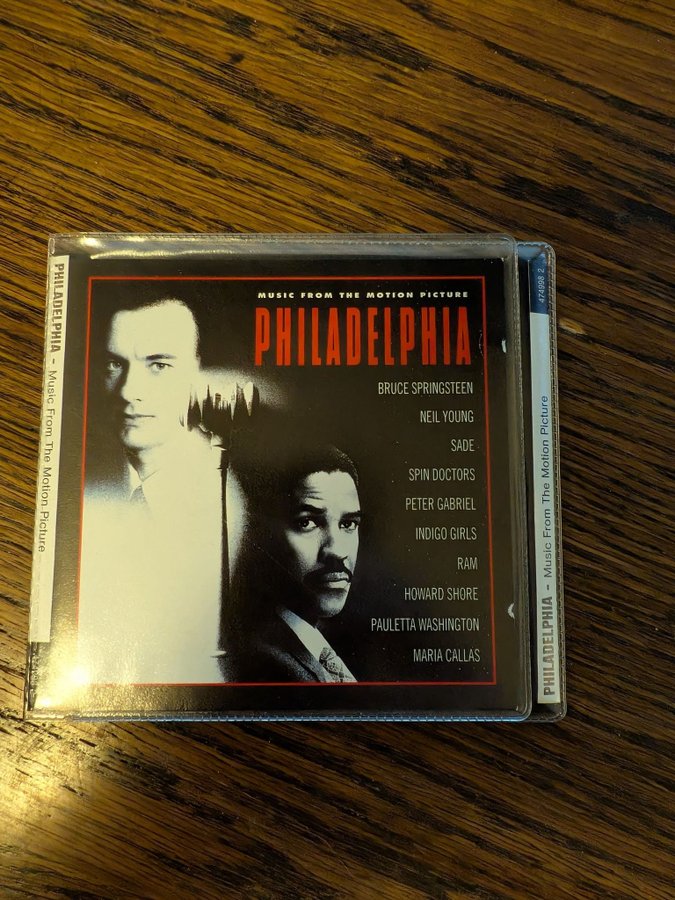 PHILADELPHIA - Music From The Motion Picture
MUSIC FROM THE MOTION PICTURE
PHILADELPHIA
BRUCE SPRINGSTEEN
NEIL YOUNG
SADE
SPIN DOCTORS
PETER GABRIEL
INDIGO GIRLS
RAM
HOWARD SHORE
PAULETTA WASHINGTON
MARIA CALLAS
PHILADELPHIA - Music From The Motion Picture
474998 2